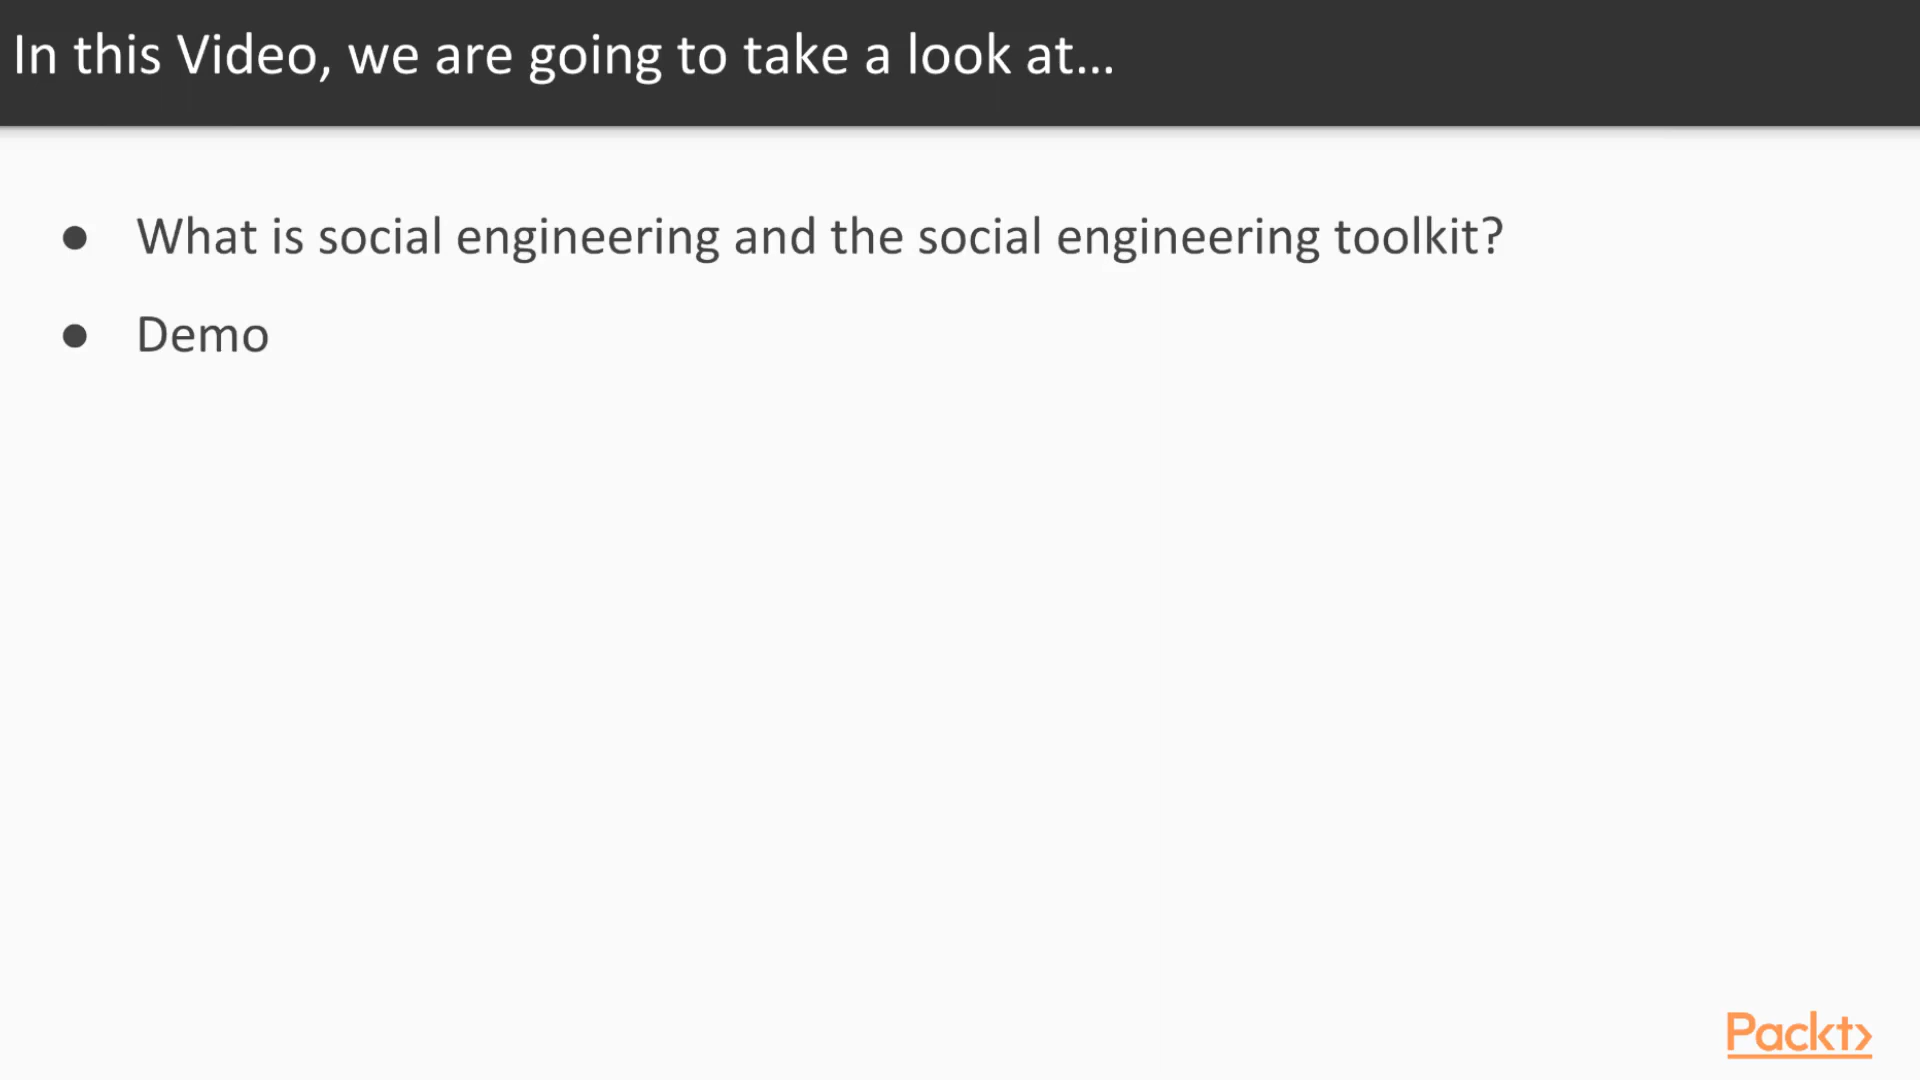 In this Video, we are going to take a look at...
● What is social engineering and the social engineering toolkit?
● Demo
Packt>